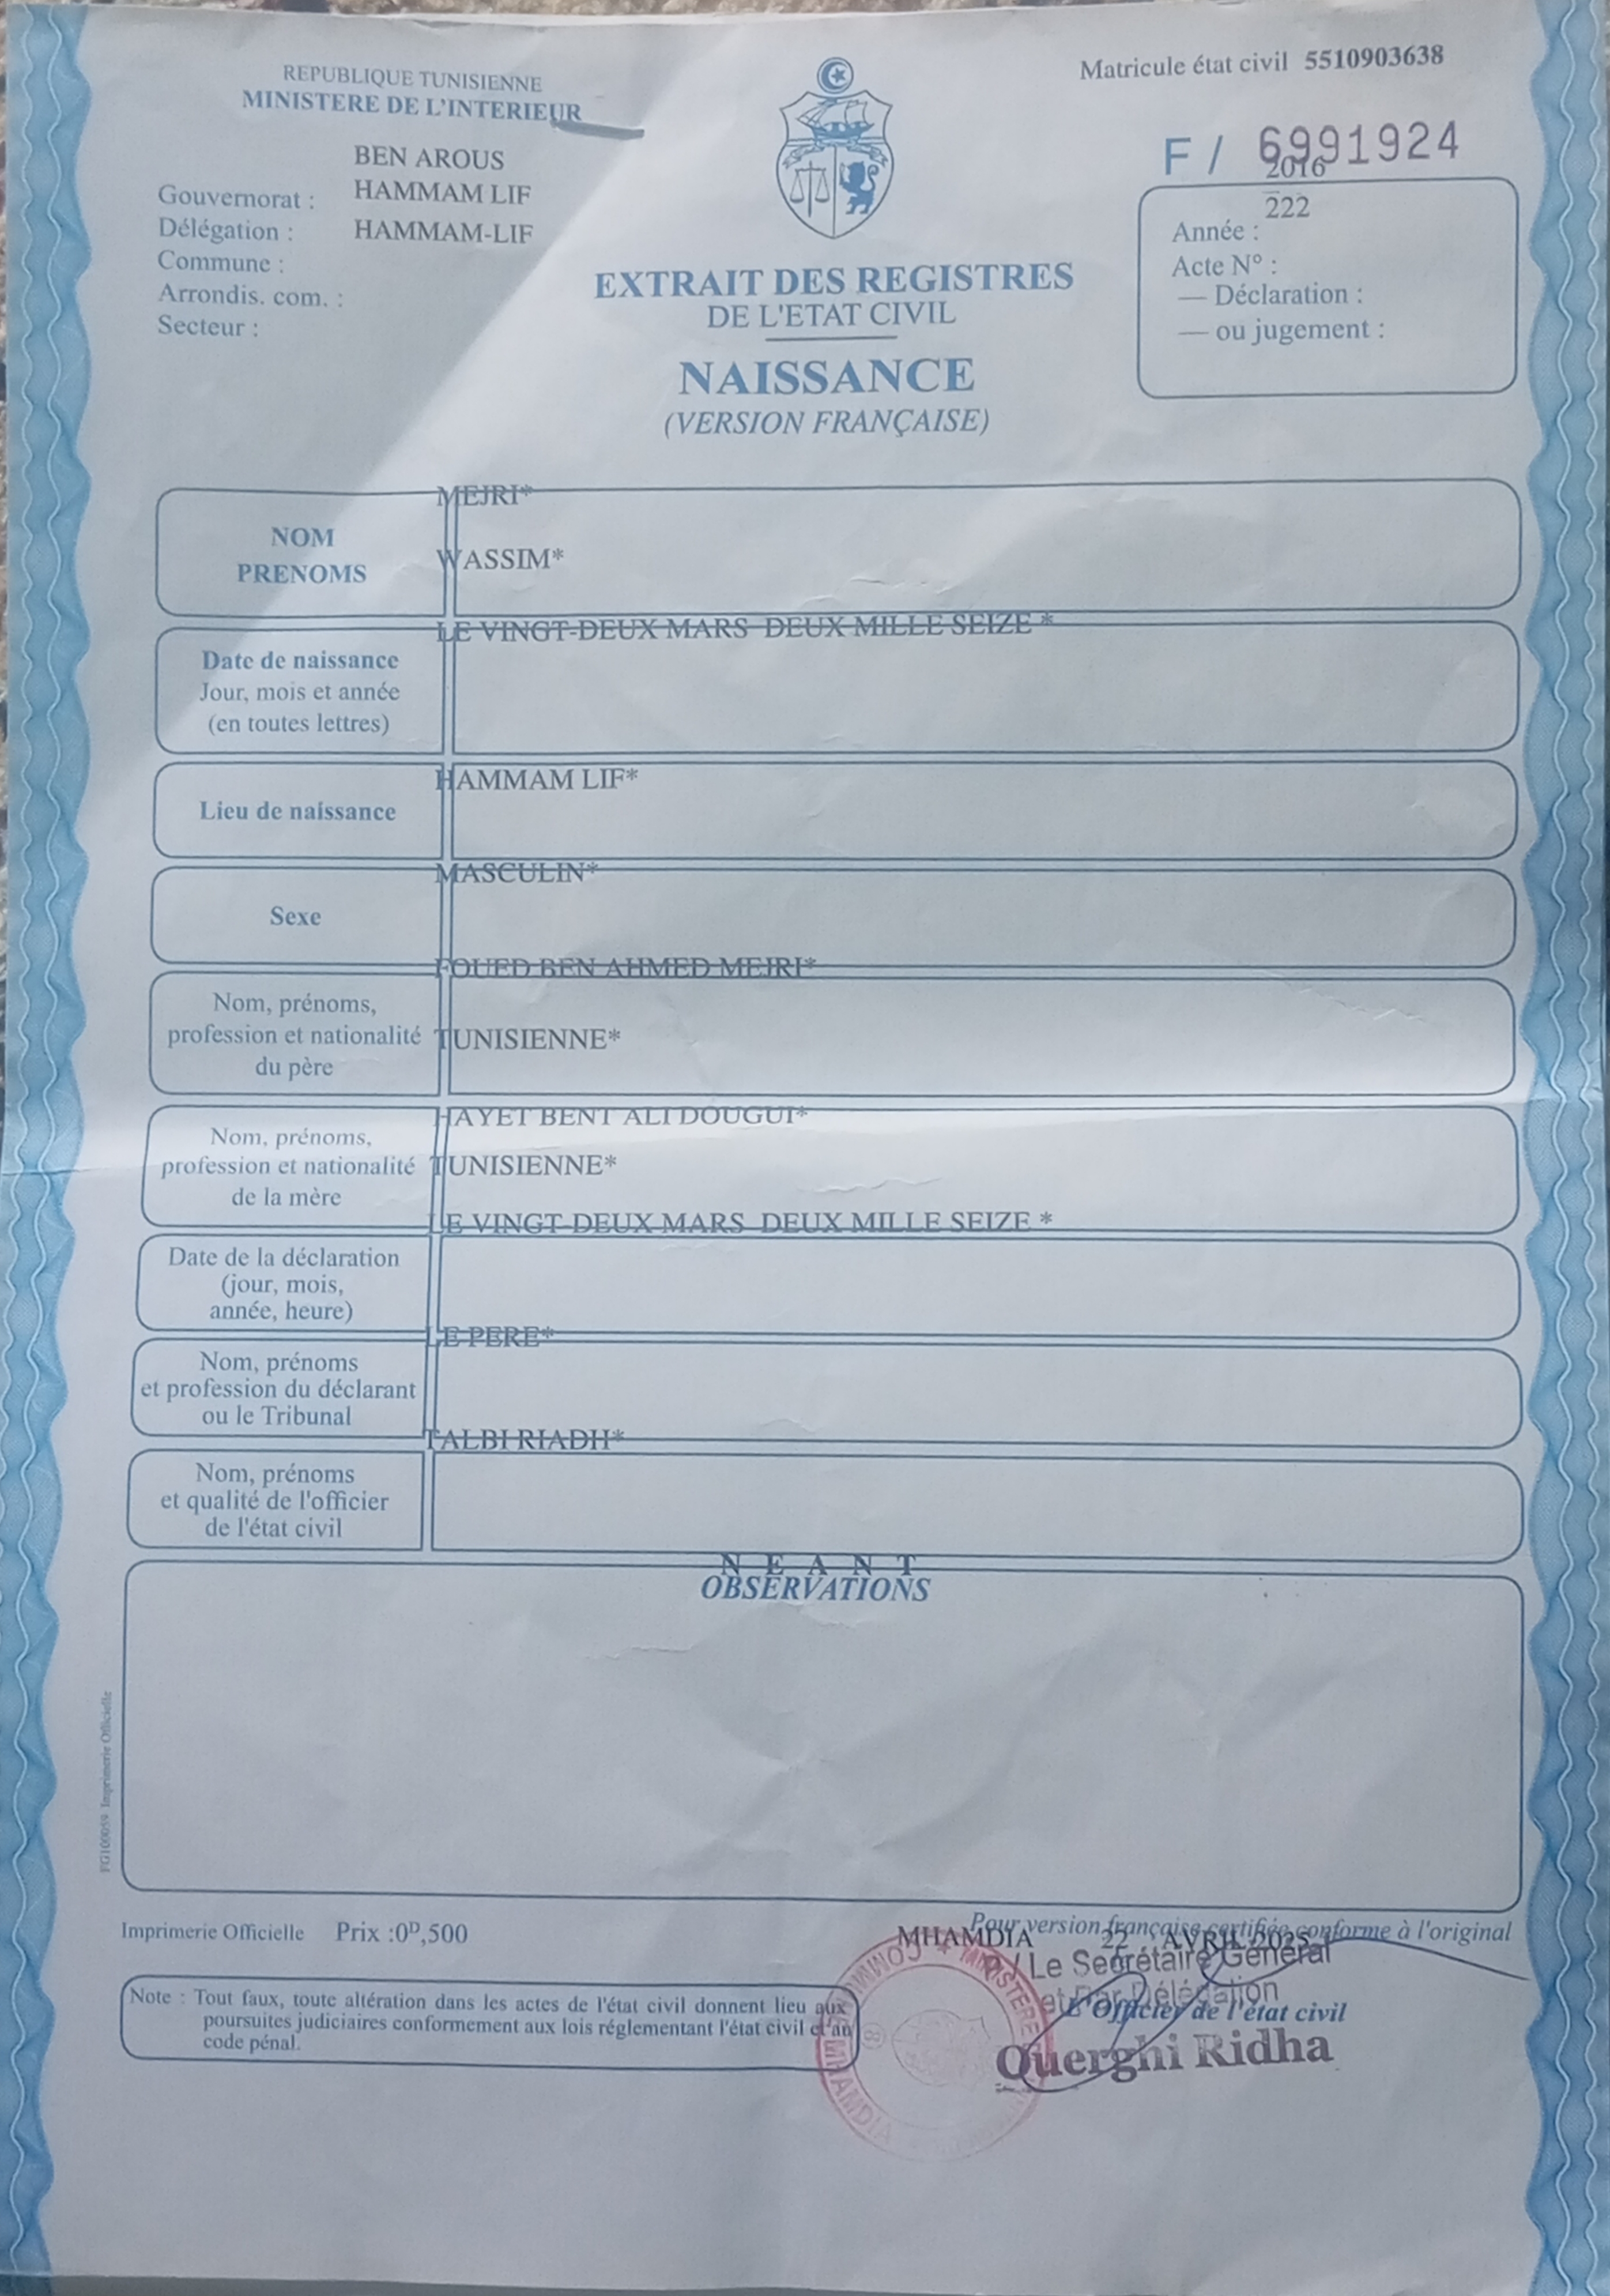 REPUBLIQUE TUNISIENNE
MINISTERE DE L'INTERIEUR
Matricule état civil 5510903638
F / 6991924
BEN AROUS
Gouvernorat : HAMMAM LIF
Délégation : HAMMAM-LIF
Commune :
Arrondis. com. :
Secteur :
2016
222
Année :
Acte N° :
— Déclaration :
— ou jugement :
EXTRAIT DES REGISTRES
DE L'ETAT CIVIL
NAISSANCE
(VERSION FRANÇAISE)
MEJRI*
NOM
PRENOMS
WASSIM*
LE VINGT-DEUX MARS DEUX MILLE SEIZE *
Date de naissance
Jour, mois et année
(en toutes lettres)
HAMMAM LIF*
Lieu de naissance
MASCULIN*
Sexe
FOUED BEN AHMED MEJRI*
Nom, prénoms,
profession et nationalité TUNISIENNE*
du père
HAYET BENT ALI DOUGUI*
Nom, prénoms,
profession et nationalité TUNISIENNE*
de la mère
LE VINGT-DEUX MARS DEUX MILLE SEIZE *
Date de la déclaration
(jour, mois,
année, heure)
LE PERE*
Nom, prénoms
et profession du déclarant
ou le Tribunal
TALBI RIADH*
Nom, prénoms
et qualité de l'officier
de l'état civil
N E A N T
OBSERVATIONS
FG100059 Imprimerie Officielle
Imprimerie Officielle Prix :0D,500
Pour version française certifiée conforme à l'original
MHAMDIA 22 AVRIL 2025
P/ Le Secrétaire Général
et Par Délégation
L'Officier de l'état civil
Ouerghi Ridha
Note : Tout faux, toute altération dans les actes de l'état civil donnent lieu aux
poursuites judiciaires conformement aux lois réglementant l'état civil et au
code pénal.
MHAMDIA